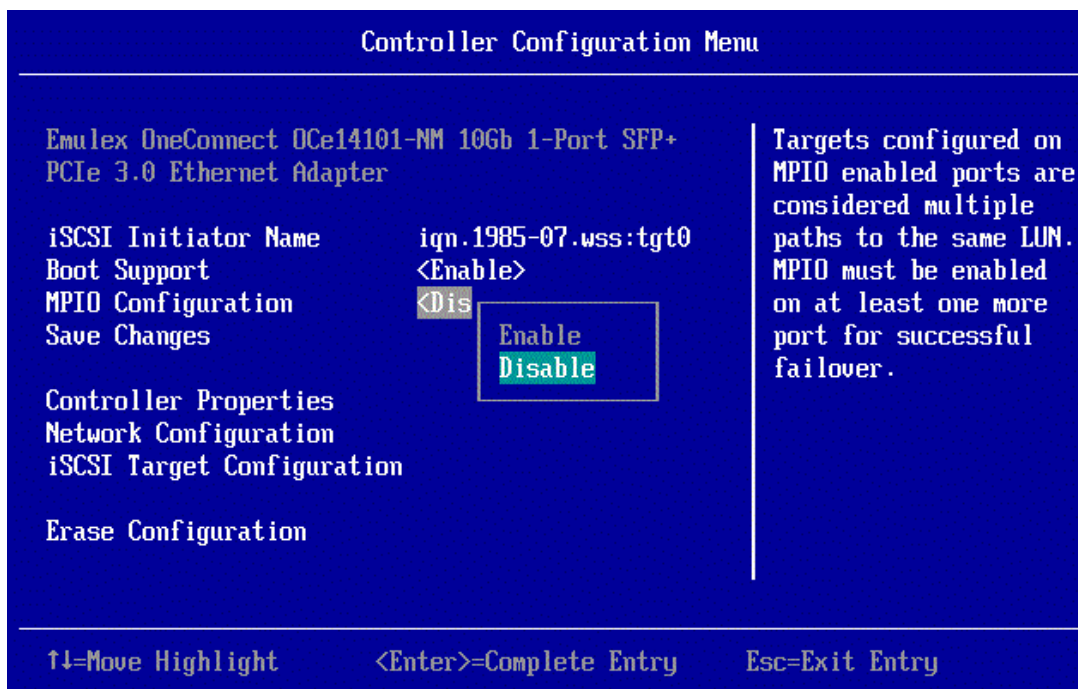 Controller Configuration Menu
Emulex OneConnect OCe14101-NM 10Gb 1-Port SFP+
PCIe 3.0 Ethernet Adapter
iSCSI Initiator Name iqn.1985-07.wss:tgt0
Boot Support <Enable>
MPIO Configuration <Dis
Save Changes
Enable
Disable
Controller Properties
Network Configuration
iSCSI Target Configuration
Erase Configuration
Targets configured on
MPIO enabled ports are
considered multiple
paths to the same LUN.
MPIO must be enabled
on at least one more
port for successful
failover.
↑↓=Move Highlight <Enter>=Complete Entry Esc=Exit Entry